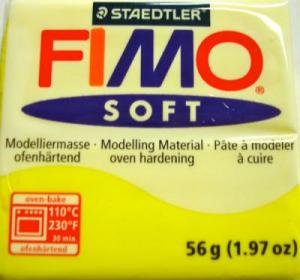 STAEDTLER
FIMO®
SOFT
Modelliermasse · Modelling Material · Pâte à modeler
ofenhärtend oven hardening à cuire
oven-bake
110°C
230°F
30 min.
ofenhärtend
56 g (1.97 oz)